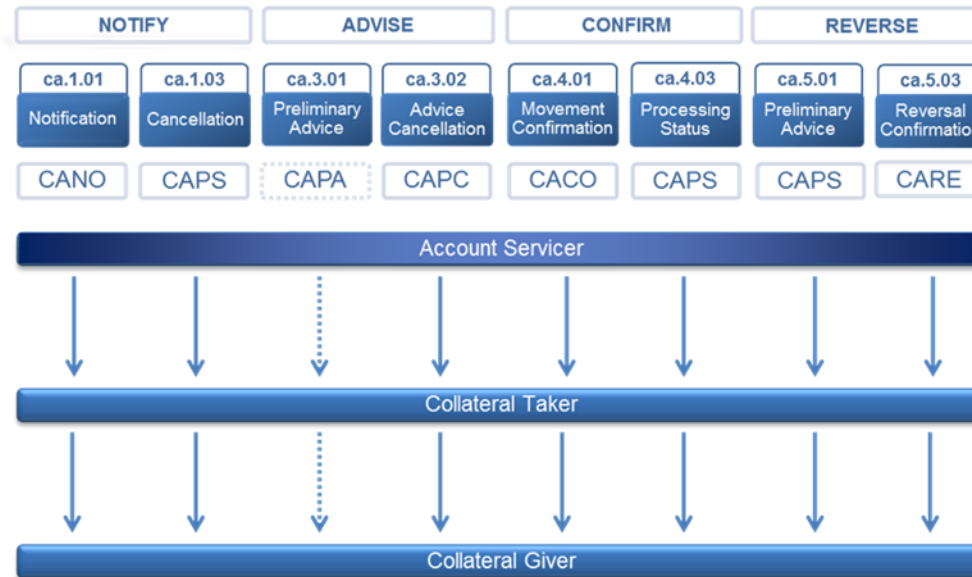 NOTIFY ADVISE CONFIRM REVERSE
ca.1.01 ca.1.03 ca.3.01 ca.3.02 ca.4.01 ca.4.03 ca.5.01 ca.5.03
Notification Cancellation Preliminary Advice Advice Cancellation Movement Confirmation Processing Status Preliminary Advice Reversal Confirmation
CANO CAPS CAPA CAPC CACO CAPS CAPS CARE
Account Servicer
Collateral Taker
Collateral Giver